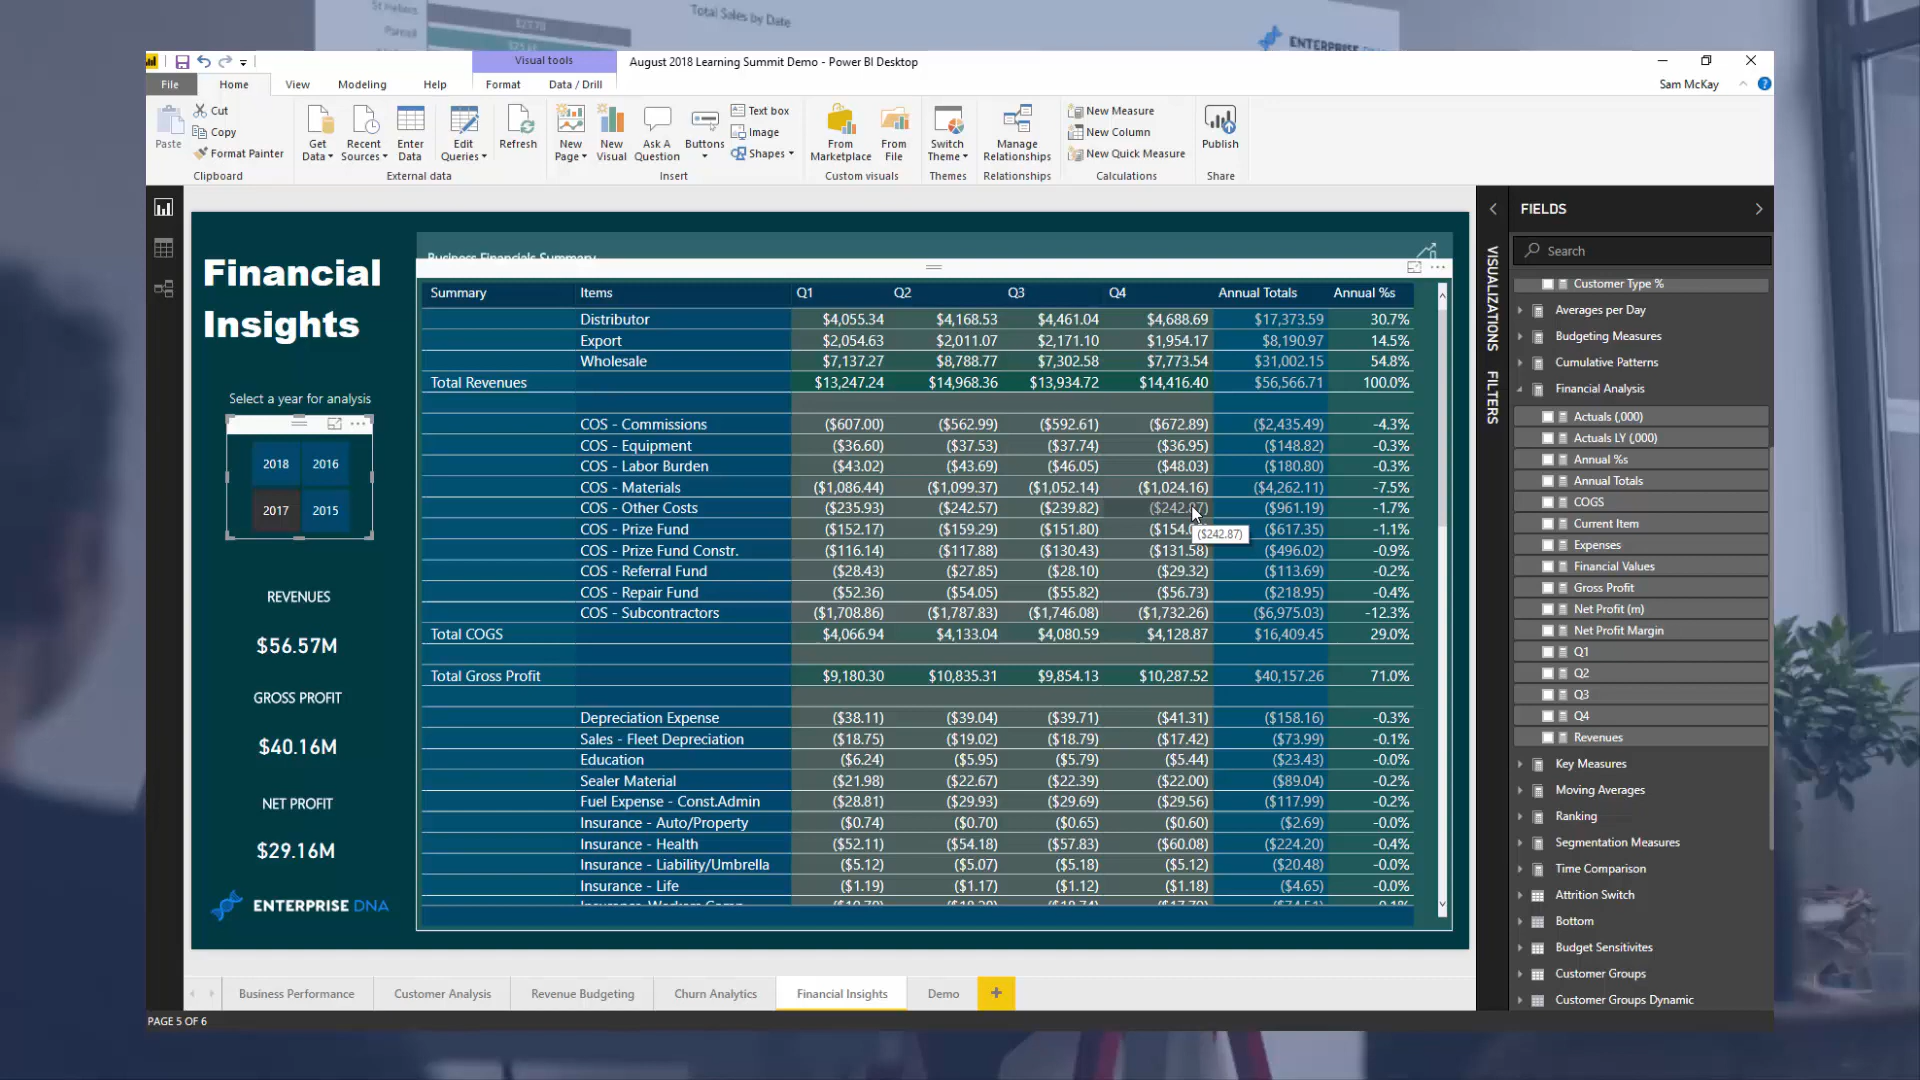 St Heliers
$27.70
Total Sales by Date
Parnell
$25.41
ENTERPRISE DNA
Visual tools
August 2018 Learning Summit Demo - Power BI Desktop
File Home View Modeling Help Format Data / Drill
Sam McKay
Paste
Cut
Copy
Format Painter
Clipboard
Get Data
Recent Sources
Enter Data
Edit Queries
Refresh
External data
New Page
New Visual
Ask A Question
Buttons
Text box
Image
Shapes
Insert
From Marketplace
From File
Custom visuals
Switch Theme
Themes
Manage Relationships
Relationships
New Measure
New Column
New Quick Measure
Calculations
Publish
Share
Financial
Insights
Select a year for analysis
2018 2016
2017 2015
REVENUES
$56.57M
GROSS PROFIT
$40.16M
NET PROFIT
$29.16M
ENTERPRISE DNA
Business Financials Summary
Summary Items Q1 Q2 Q3 Q4 Annual Totals Annual %s
Distributor $4,055.34 $4,168.53 $4,461.04 $4,688.69 $17,373.59 30.7%
Export $2,054.63 $2,011.07 $2,171.10 $1,954.17 $8,190.97 14.5%
Wholesale $7,137.27 $8,788.77 $7,302.58 $7,773.54 $31,002.15 54.8%
Total Revenues $13,247.24 $14,968.36 $13,934.72 $14,416.40 $56,566.71 100.0%
COS - Commissions ($607.00) ($562.99) ($592.61) ($672.89) ($2,435.49) -4.3%
COS - Equipment ($36.60) ($37.53) ($37.74) ($36.95) ($148.82) -0.3%
COS - Labor Burden ($43.02) ($43.69) ($46.05) ($48.03) ($180.80) -0.3%
COS - Materials ($1,086.44) ($1,099.37) ($1,052.14) ($1,024.16) ($4,262.11) -7.5%
COS - Other Costs ($235.93) ($242.57) ($239.82) ($242.87) ($961.19) -1.7%
COS - Prize Fund ($152.17) ($159.29) ($151.80) ($154.0 ($617.35) -1.1%
($242.87)
COS - Prize Fund Constr. ($116.14) ($117.88) ($130.43) ($131.58) ($496.02) -0.9%
COS - Referral Fund ($28.43) ($27.85) ($28.10) ($29.32) ($113.69) -0.2%
COS - Repair Fund ($52.36) ($54.05) ($55.82) ($56.73) ($218.95) -0.4%
COS - Subcontractors ($1,708.86) ($1,787.83) ($1,746.08) ($1,732.26) ($6,975.03) -12.3%
Total COGS $4,066.94 $4,133.04 $4,080.59 $4,128.87 $16,409.45 29.0%
Total Gross Profit $9,180.30 $10,835.31 $9,854.13 $10,287.52 $40,157.26 71.0%
Depreciation Expense ($38.11) ($39.04) ($39.71) ($41.31) ($158.16) -0.3%
Sales - Fleet Depreciation ($18.75) ($19.02) ($18.79) ($17.42) ($73.99) -0.1%
Education ($6.24) ($5.95) ($5.79) ($5.44) ($23.43) -0.0%
Sealer Material ($21.98) ($22.67) ($22.39) ($22.00) ($89.04) -0.2%
Fuel Expense - Const.Admin ($28.81) ($29.93) ($29.69) ($29.56) ($117.99) -0.2%
Insurance - Auto/Property ($0.74) ($0.70) ($0.65) ($0.60) ($2.69) -0.0%
Insurance - Health ($52.11) ($54.18) ($57.83) ($60.08) ($224.20) -0.4%
Insurance - Liability/Umbrella ($5.12) ($5.07) ($5.18) ($5.12) ($20.48) -0.0%
Insurance - Life ($1.19) ($1.17) ($1.12) ($1.18) ($4.65) -0.0%
VISUALIZATIONS
FILTERS
FIELDS
Search
Customer Type %
Averages per Day
Budgeting Measures
Cumulative Patterns
Financial Analysis
Actuals (,000)
Actuals LY (,000)
Annual %s
Annual Totals
COGS
Current Item
Expenses
Financial Values
Gross Profit
Net Profit (m)
Net Profit Margin
Q1
Q2
Q3
Q4
Revenues
Key Measures
Moving Averages
Ranking
Segmentation Measures
Time Comparison
Attrition Switch
Bottom
Budget Sensitivites
Customer Groups
Customer Groups Dynamic
Business Performance Customer Analysis Revenue Budgeting Churn Analytics Financial Insights Demo +
PAGE 5 OF 6